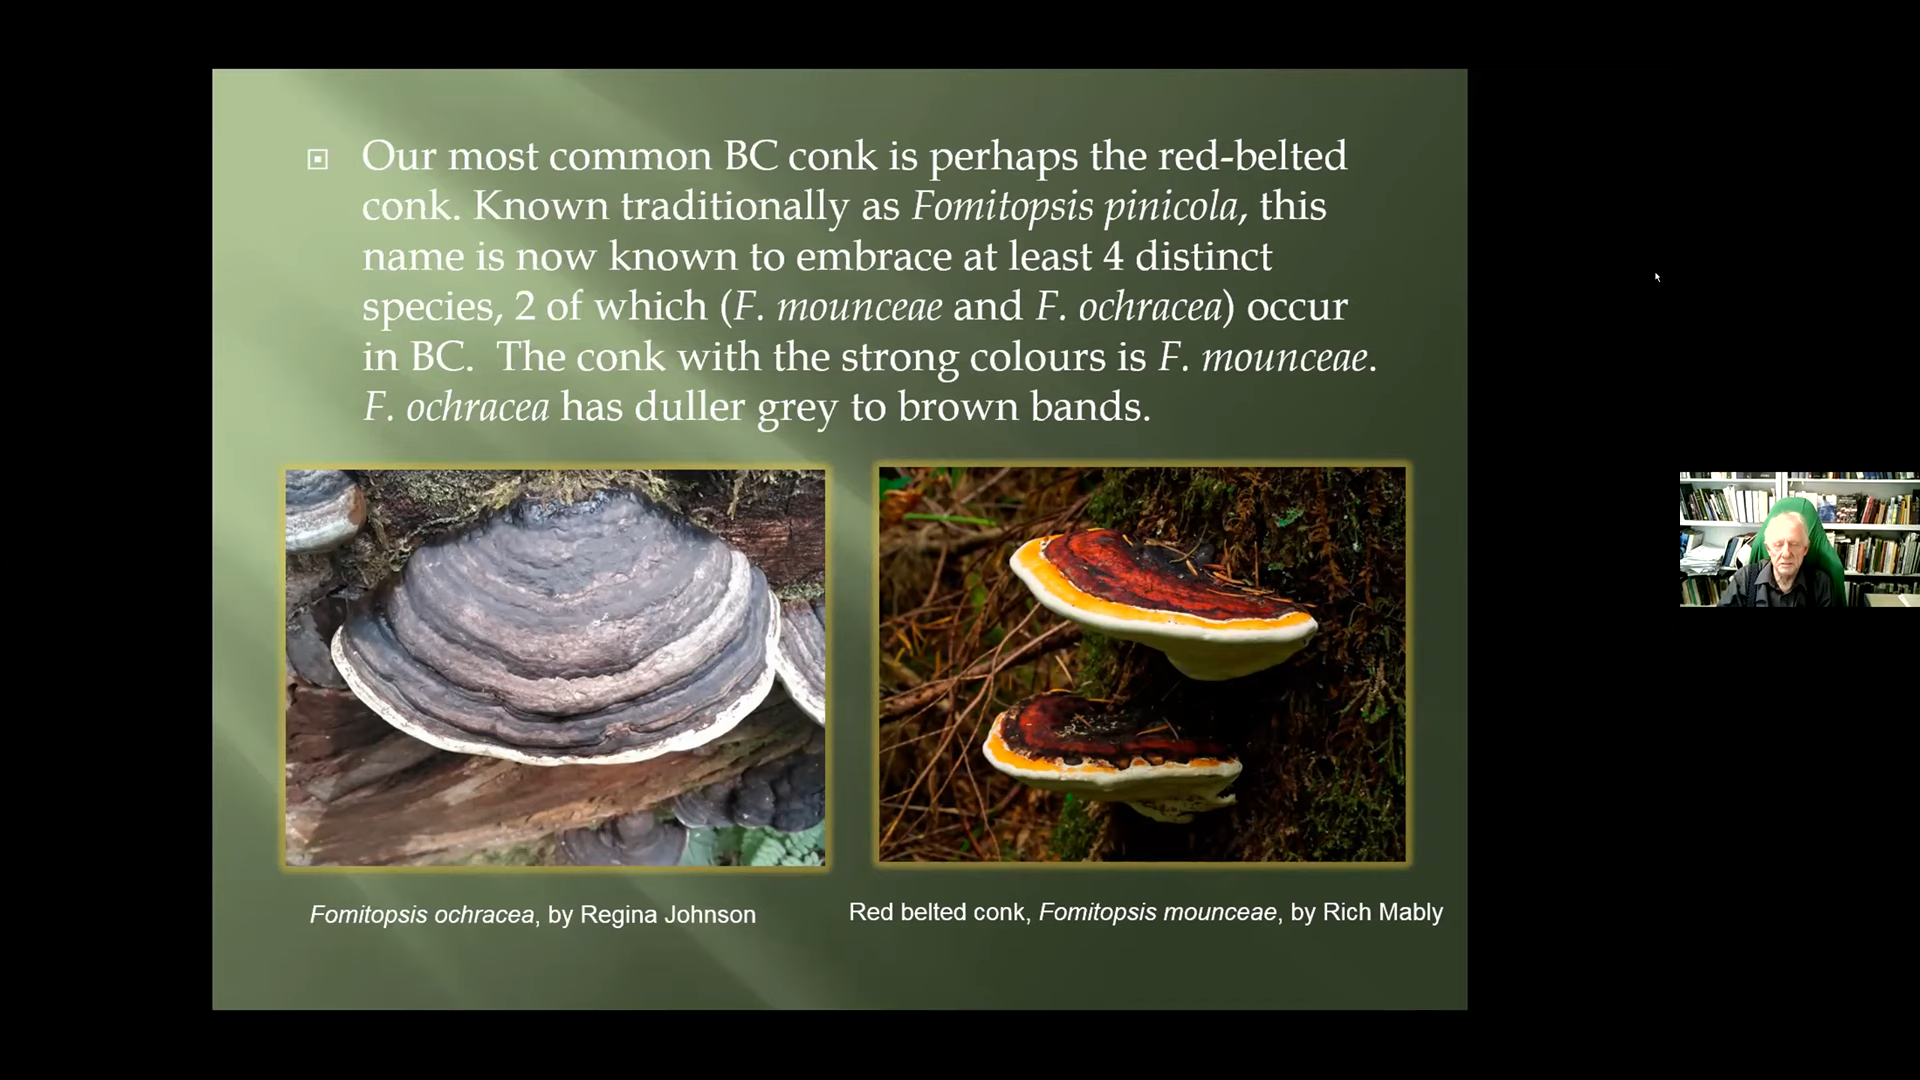 Our most common BC conk is perhaps the red-belted
conk. Known traditionally as Fomitopsis pinicola, this
name is now known to embrace at least 4 distinct
species, 2 of which (F. mounceae and F. ochracea) occur
in BC.  The conk with the strong colours is F. mounceae.
F. ochracea has duller grey to brown bands.
Fomitopsis ochracea, by Regina Johnson
Red belted conk, Fomitopsis mounceae, by Rich Mably